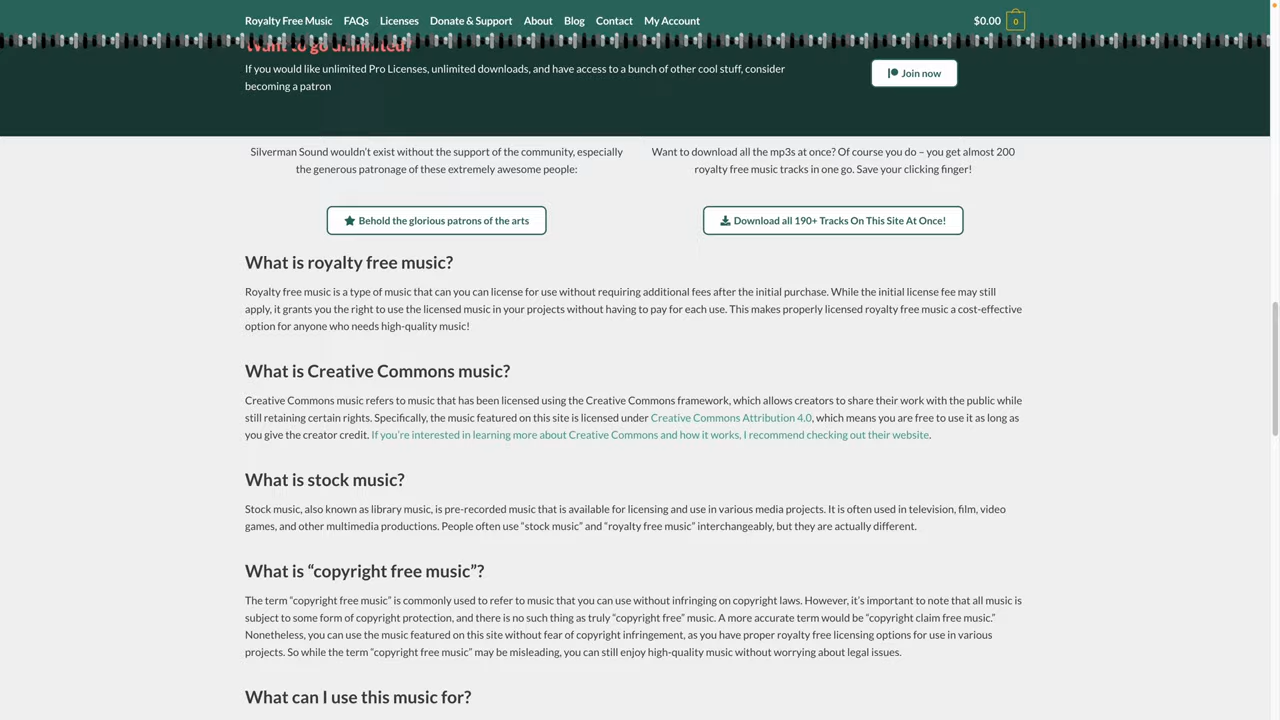 Royalty Free Music FAQs Licenses Donate & Support About Blog Contact My Account $0.00 0
Want to go unlimited?
If you would like unlimited Pro Licenses, unlimited downloads, and have access to a bunch of other cool stuff, consider
becoming a patron
Join now
Silverman Sound wouldn’t exist without the support of the community, especially
the generous patronage of these extremely awesome people:
Behold the glorious patrons of the arts
Want to download all the mp3s at once? Of course you do – you get almost 200
royalty free music tracks in one go. Save your clicking finger!
Download all 190+ Tracks On This Site At Once!
What is royalty free music?
Royalty free music is a type of music that can you can license for use without requiring additional fees after the initial purchase. While the initial license fee may still
apply, it grants you the right to use the licensed music in your projects without having to pay for each use. This makes properly licensed royalty free music a cost-effective
option for anyone who needs high-quality music!
What is Creative Commons music?
Creative Commons music refers to music that has been licensed using the Creative Commons framework, which allows creators to share their work with the public while
still retaining certain rights. Specifically, the music featured on this site is licensed under Creative Commons Attribution 4.0, which means you are free to use it as long as
you give the creator credit. If you’re interested in learning more about Creative Commons and how it works, I recommend checking out their website.
What is stock music?
Stock music, also known as library music, is pre-recorded music that is available for licensing and use in various media projects. It is often used in television, film, video
games, and other multimedia productions. People often use “stock music” and “royalty free music” interchangeably, but they are actually different.
What is “copyright free music”?
The term “copyright free music” is commonly used to refer to music that you can use without infringing on copyright laws. However, it’s important to note that all music is
subject to some form of copyright protection, and there is no such thing as truly “copyright free” music. A more accurate term would be “copyright claim free music.”
Nonetheless, you can use the music featured on this site without fear of copyright infringement, as you have proper royalty free licensing options for use in various
projects. So while the term “copyright free music” may be misleading, you can still enjoy high-quality music without worrying about legal issues.
What can I use this music for?